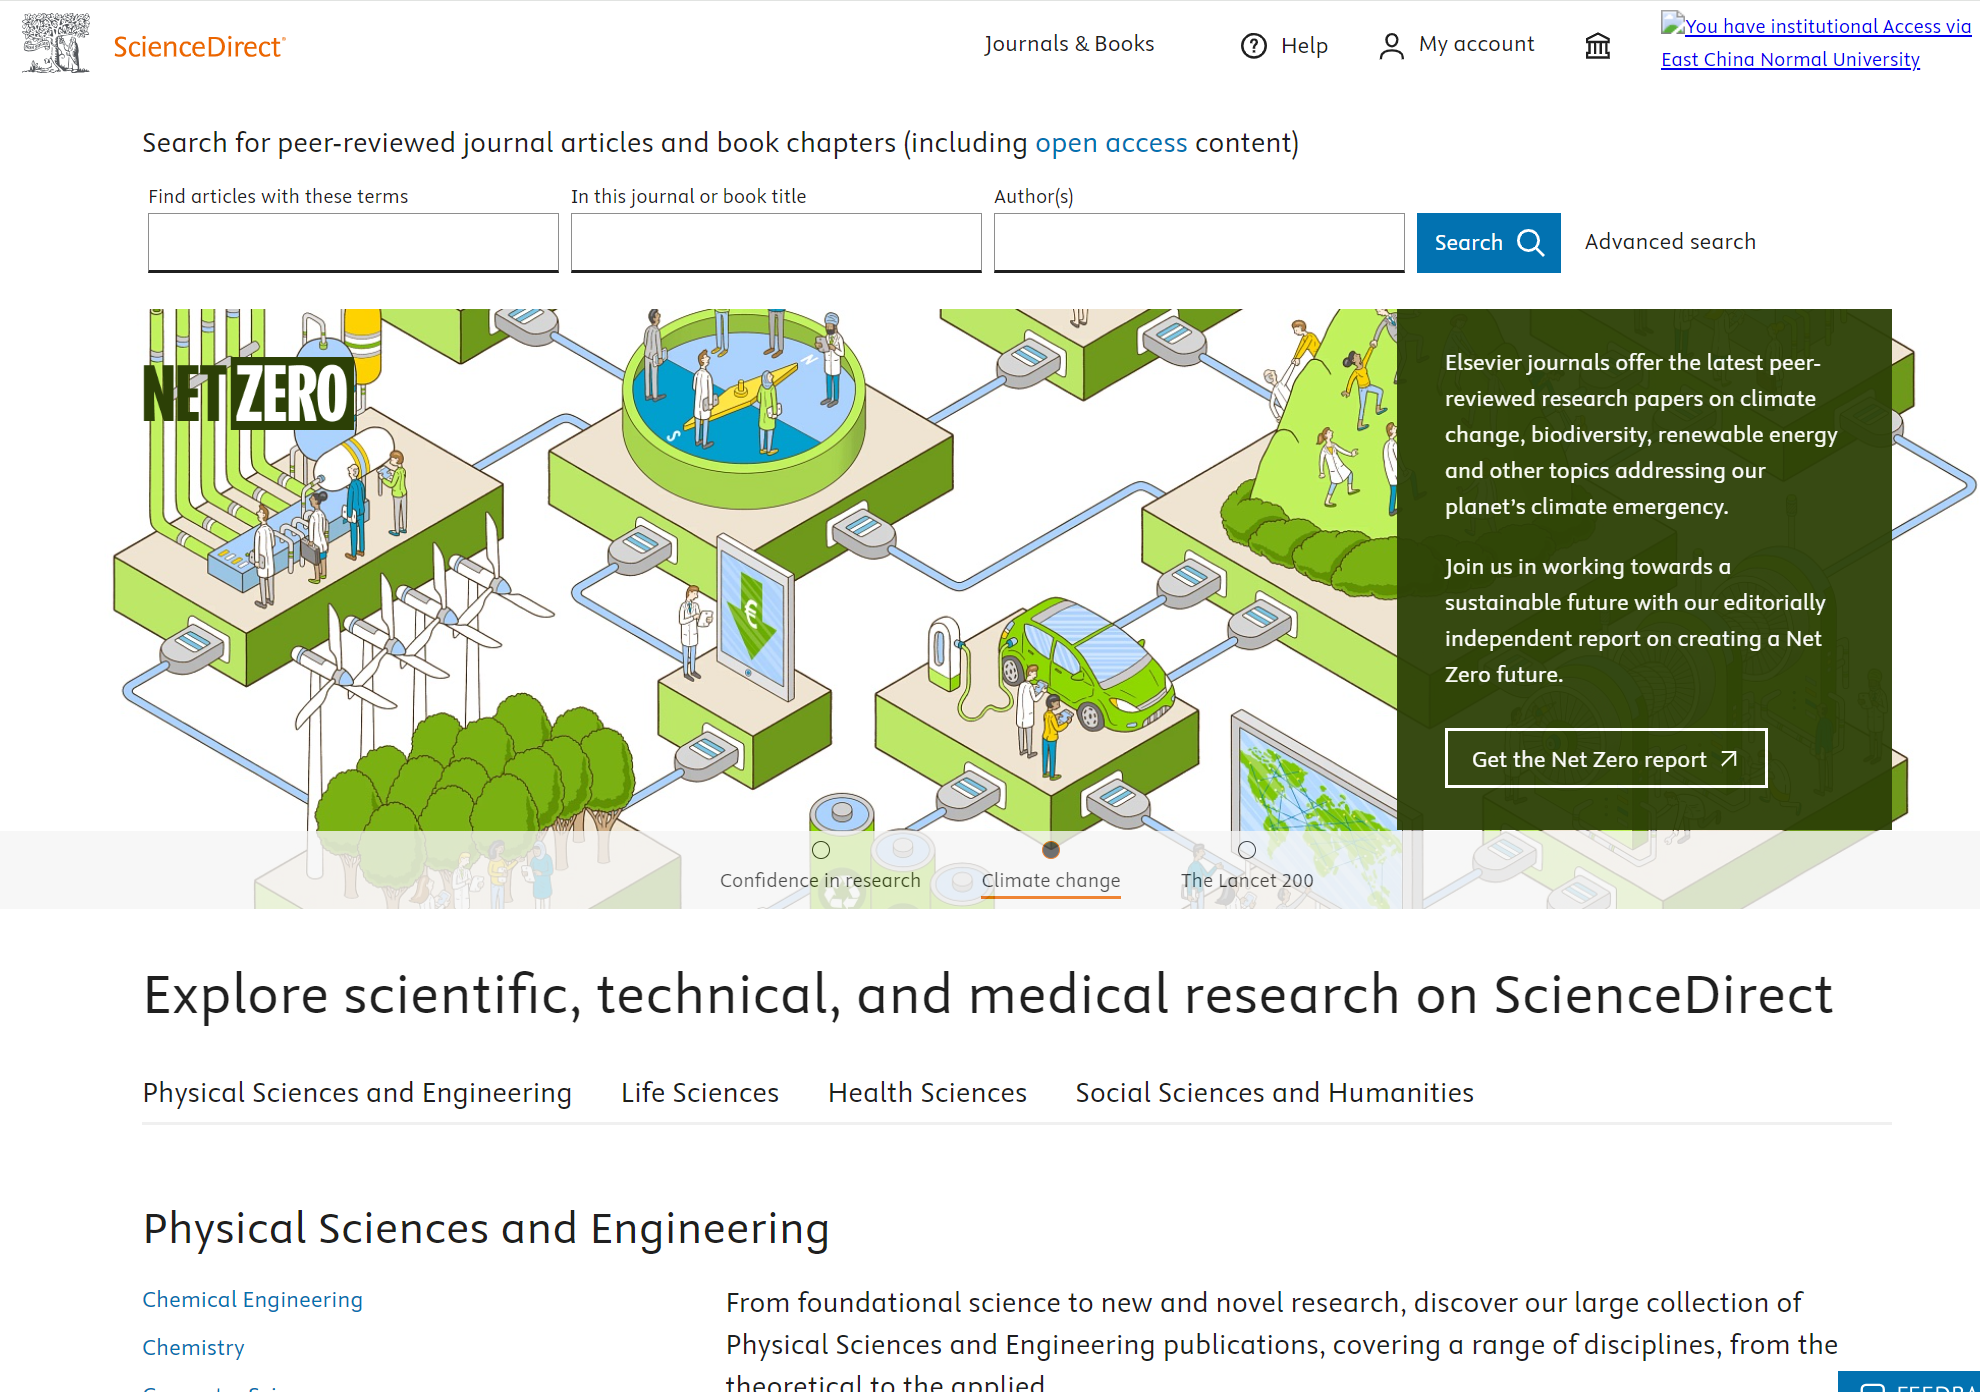 ScienceDirect
Journals & Books
Help
My account
You have institutional Access via
East China Normal University
Search for peer-reviewed journal articles and book chapters (including open access content)
Find articles with these terms
In this journal or book title
Author(s)
Search
Advanced search
NETZERO
N
S
€
Elsevier journals offer the latest peer-
reviewed research papers on climate
change, biodiversity, renewable energy
and other topics addressing our
planet’s climate emergency.
Join us in working towards a
sustainable future with our editorially
independent report on creating a Net
Zero future.
Get the Net Zero report
Confidence in research
Climate change
The Lancet 200
Explore scientific, technical, and medical research on ScienceDirect
Physical Sciences and Engineering
Life Sciences
Health Sciences
Social Sciences and Humanities
Physical Sciences and Engineering
Chemical Engineering
Chemistry
From foundational science to new and novel research, discover our large collection of
Physical Sciences and Engineering publications, covering a range of disciplines, from the
theoretical to the applied.